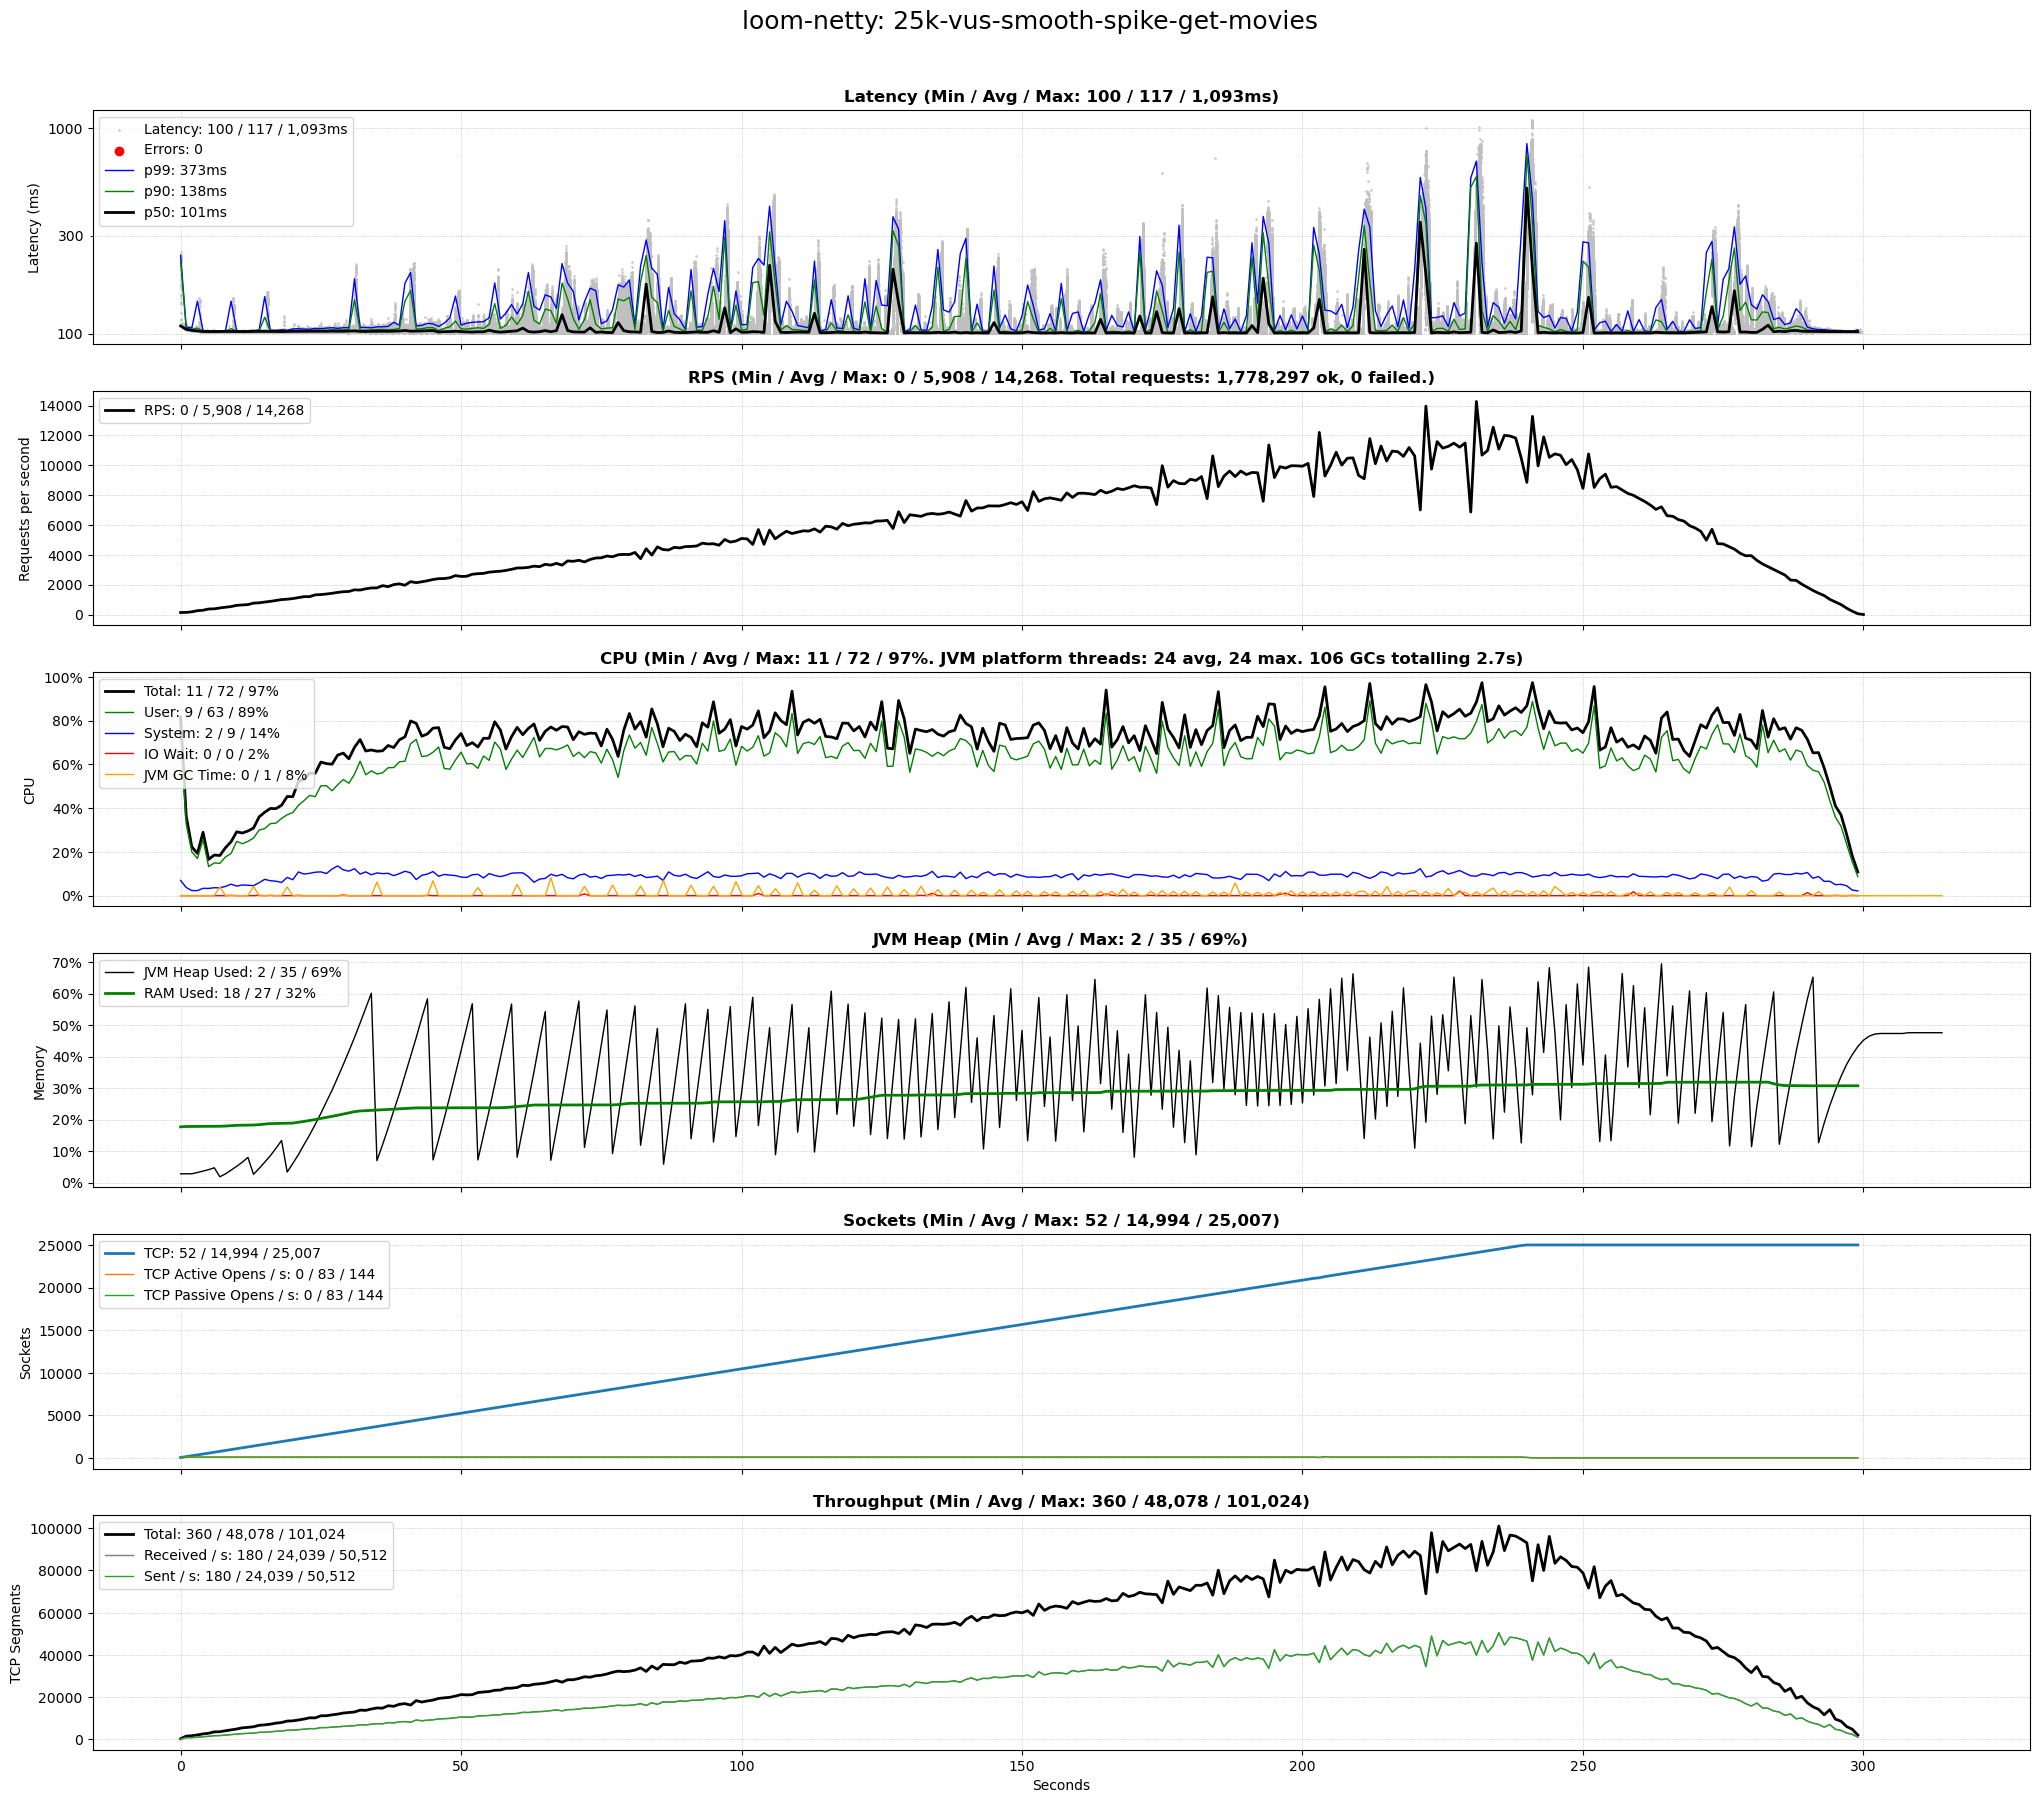 loom-netty: 25k-vus-smooth-spike-get-movies
Latency (Min / Avg / Max: 100 / 117 / 1,093ms)
Latency (ms)
1000
300
100
Latency: 100 / 117 / 1,093ms
Errors: 0
p99: 373ms
p90: 138ms
p50: 101ms
RPS (Min / Avg / Max: 0 / 5,908 / 14,268. Total requests: 1,778,297 ok, 0 failed.)
Requests per second
14000
12000
10000
8000
6000
4000
2000
0
RPS: 0 / 5,908 / 14,268
CPU (Min / Avg / Max: 11 / 72 / 97%. JVM platform threads: 24 avg, 24 max. 106 GCs totalling 2.7s)
CPU
100%
80%
60%
40%
20%
0%
Total: 11 / 72 / 97%
User: 9 / 63 / 89%
System: 2 / 9 / 14%
IO Wait: 0 / 0 / 2%
JVM GC Time: 0 / 1 / 8%
JVM Heap (Min / Avg / Max: 2 / 35 / 69%)
Memory
70%
60%
50%
40%
30%
20%
10%
0%
JVM Heap Used: 2 / 35 / 69%
RAM Used: 18 / 27 / 32%
Sockets (Min / Avg / Max: 52 / 14,994 / 25,007)
Sockets
25000
20000
15000
10000
5000
0
TCP: 52 / 14,994 / 25,007
TCP Active Opens / s: 0 / 83 / 144
TCP Passive Opens / s: 0 / 83 / 144
Throughput (Min / Avg / Max: 360 / 48,078 / 101,024)
TCP Segments
100000
80000
60000
40000
20000
0
Total: 360 / 48,078 / 101,024
Received / s: 180 / 24,039 / 50,512
Sent / s: 180 / 24,039 / 50,512
0 50 100 150 200 250 300
Seconds